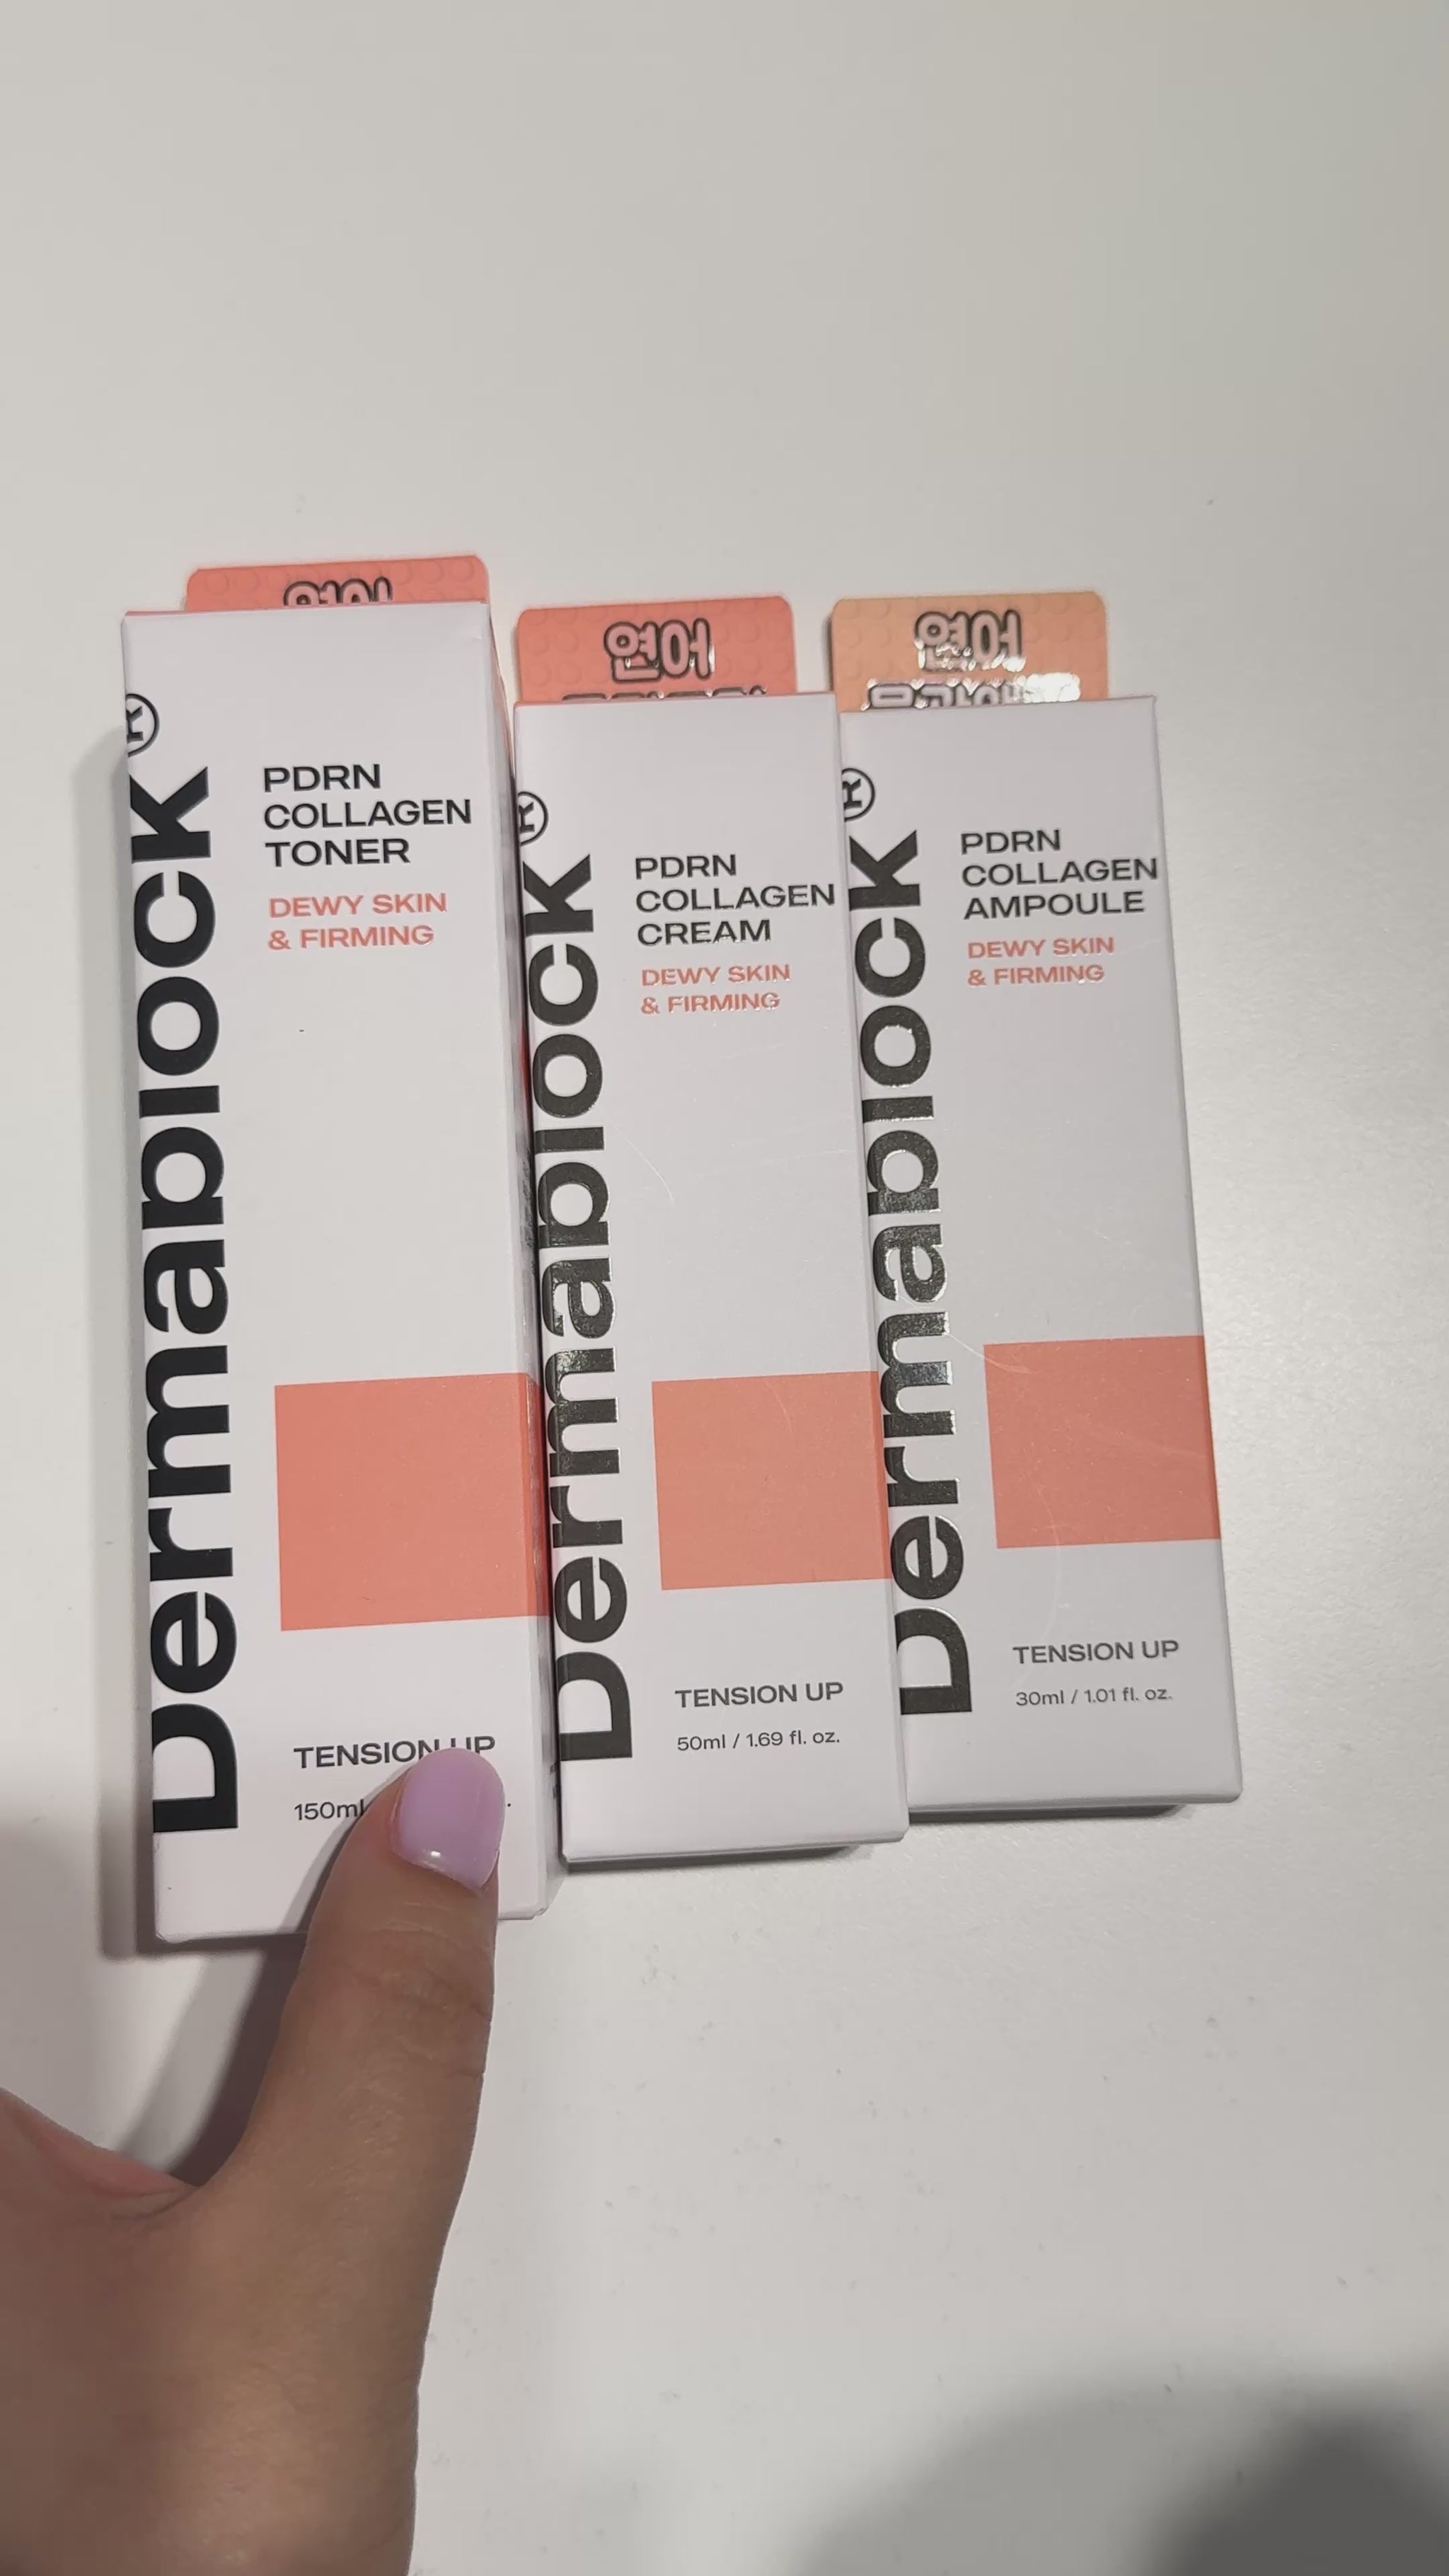 연어
Dermablock®
PDRN
COLLAGEN
TONER
DEWY SKIN
& FIRMING
TENSION UP
150ml
연어
Dermablock®
PDRN
COLLAGEN
CREAM
DEWY SKIN
& FIRMING
TENSION UP
50ml / 1.69 fl. oz.
연어
Dermablock®
PDRN
COLLAGEN
AMPOULE
DEWY SKIN
& FIRMING
TENSION UP
30ml / 1.01 fl. oz.